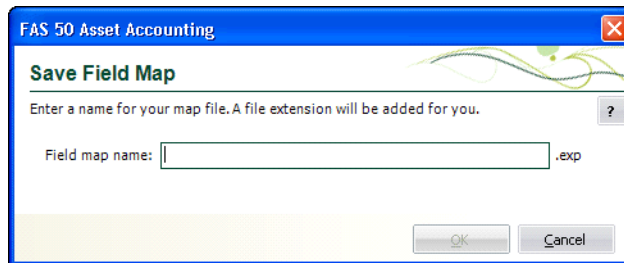 FAS 50 Asset Accounting
Save Field Map
Enter a name for your map file. A file extension will be added for you.
?
Field map name: .exp
OK Cancel